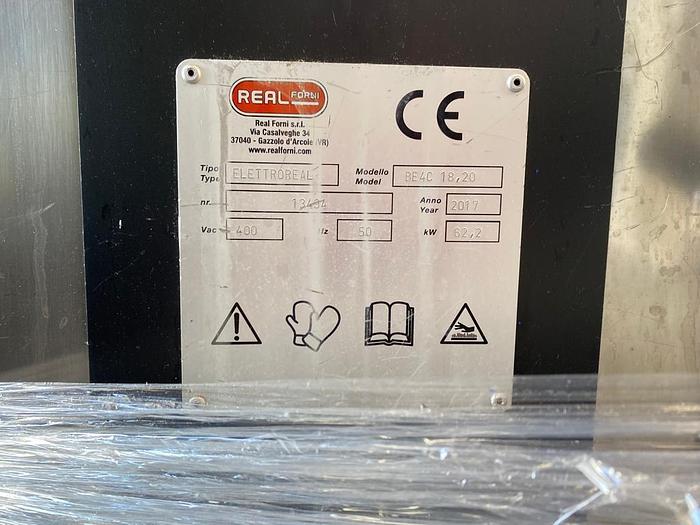 REAL FORNI
CE
Real Forni s.r.l.
Via Casalveghe 34
37040 - Gazzolo d'Arcole (VR)
www.realforni.com
Tipo Type ELETTROREAL Modello Model BE4C 18,20
nr. 13494 Anno Year 2017
Vac 400 Hz 50 kW 62,2